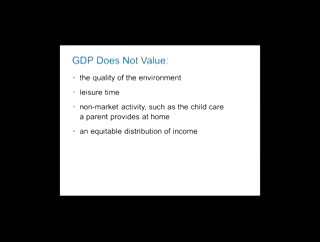 GDP Does Not Value:
• the quality of the environment
• leisure time
• non-market activity, such as the child care
a parent provides at home
• an equitable distribution of income